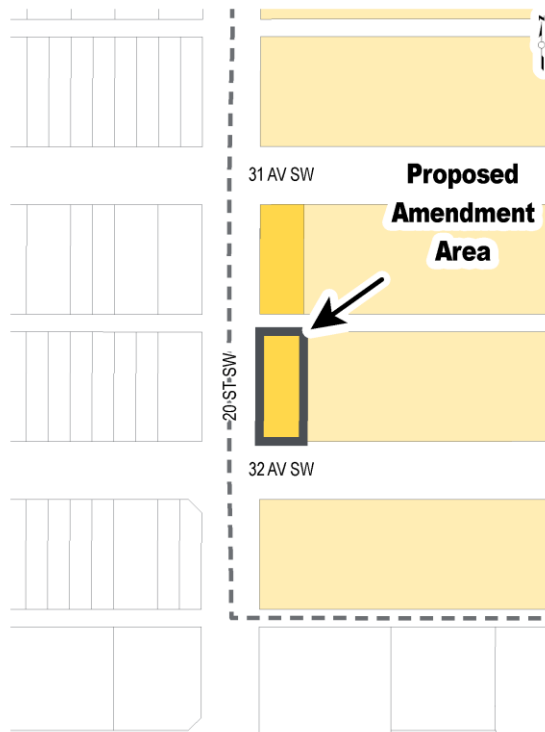 N
31 AV SW
Proposed
Amendment
Area
20 ST SW
32 AV SW